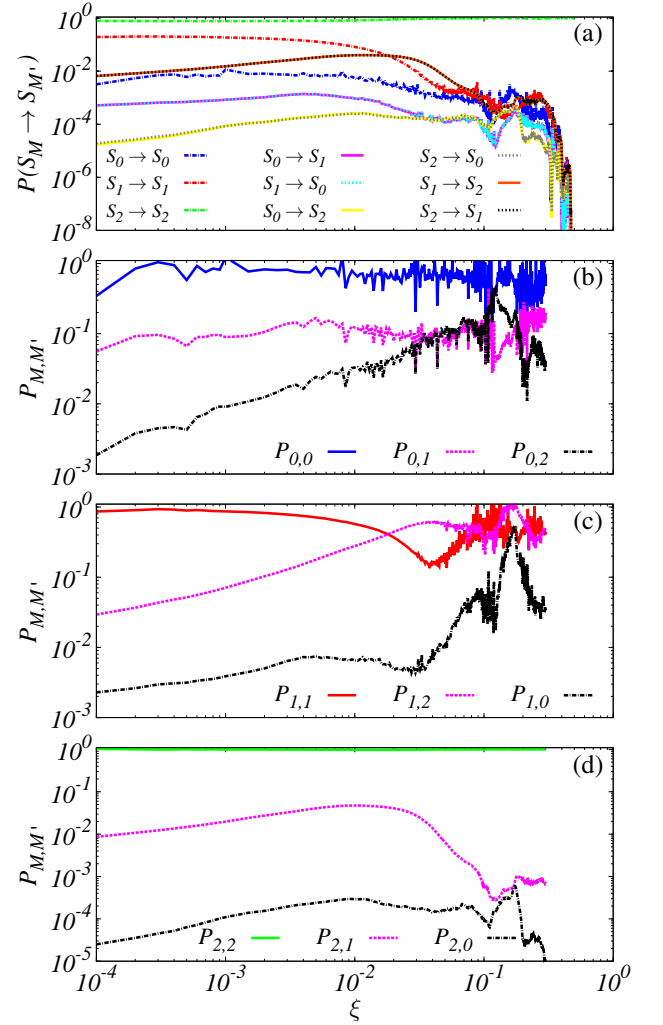 (a)
P(S_M → S_M')
10^0
10^-2
10^-4
10^-6
10^-8
S_0 → S_0 S_0 → S_1 S_2 → S_0
S_1 → S_1 S_1 → S_0 S_1 → S_2
S_2 → S_2 S_0 → S_2 S_2 → S_1
(b)
P_M,M'
10^0
10^-1
10^-2
10^-3
P_0,0 P_0,1 P_0,2
(c)
P_M,M'
10^0
10^-1
10^-2
10^-3
P_1,1 P_1,2 P_1,0
(d)
P_M,M'
10^0
10^-1
10^-2
10^-3
10^-4
10^-5
P_2,2 P_2,1 P_2,0
10^-4 10^-3 10^-2 10^-1 10^0
ξ